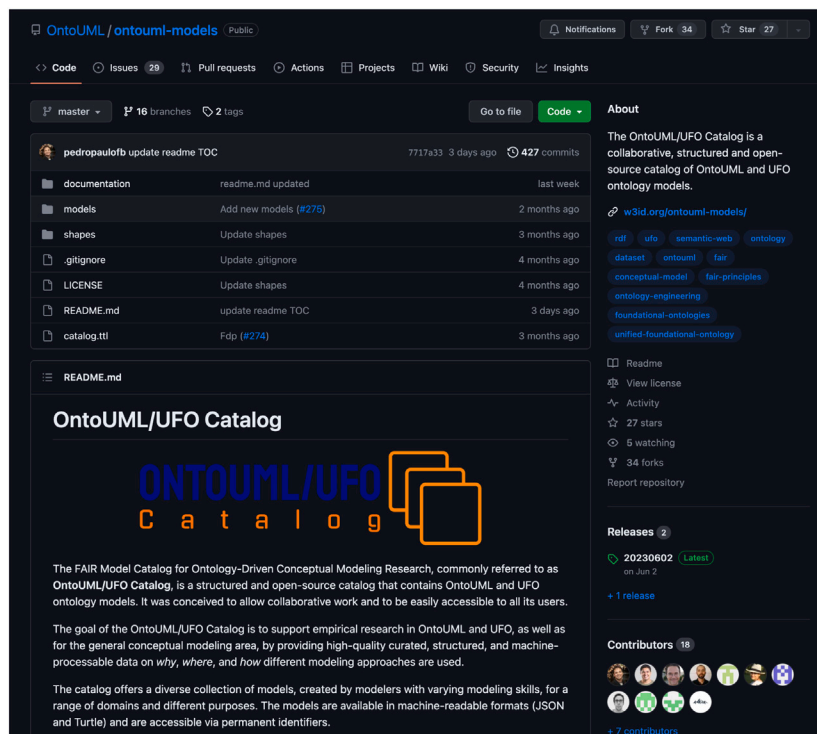 OntoUML / ontouml-models Public
Notifications Fork 34 Star 27
Code Issues 29 Pull requests Actions Projects Wiki Security Insights
master 16 branches 2 tags Go to file Code
pedropaulofb update readme TOC 7717a33 3 days ago 427 commits
documentation readme.md updated last week
models Add new models (#275) 2 months ago
shapes Update shapes 3 months ago
.gitignore Update .gitignore 4 months ago
LICENSE Update shapes 4 months ago
README.md update readme TOC 3 days ago
catalog.ttl Fdp (#274) 3 months ago
README.md
OntoUML/UFO Catalog
ONTOUML/UFO
Catalog
The FAIR Model Catalog for Ontology-Driven Conceptual Modeling Research, commonly referred to as
OntoUML/UFO Catalog, is a structured and open-source catalog that contains OntoUML and UFO
ontology models. It was conceived to allow collaborative work and to be easily accessible to all its users.
The goal of the OntoUML/UFO Catalog is to support empirical research in OntoUML and UFO, as well as
for the general conceptual modeling area, by providing high-quality curated, structured, and machine-
processable data on why, where, and how different modeling approaches are used.
The catalog offers a diverse collection of models, created by modelers with varying modeling skills, for a
range of domains and different purposes. The models are available in machine-readable formats (JSON
and Turtle) and are accessible via permanent identifiers.
About
The OntoUML/UFO Catalog is a
collaborative, structured and open-
source catalog of OntoUML and UFO
ontology models.
w3id.org/ontouml-models/
rdf ufo semantic-web ontology
dataset ontouml fair
conceptual-model fair-principles
ontology-engineering
foundational-ontologies
unified-foundational-ontology
Readme
View license
Activity
27 stars
5 watching
34 forks
Report repository
Releases 2
20230602 Latest
on Jun 2
+ 1 release
Contributors 18
+ 7 contributors